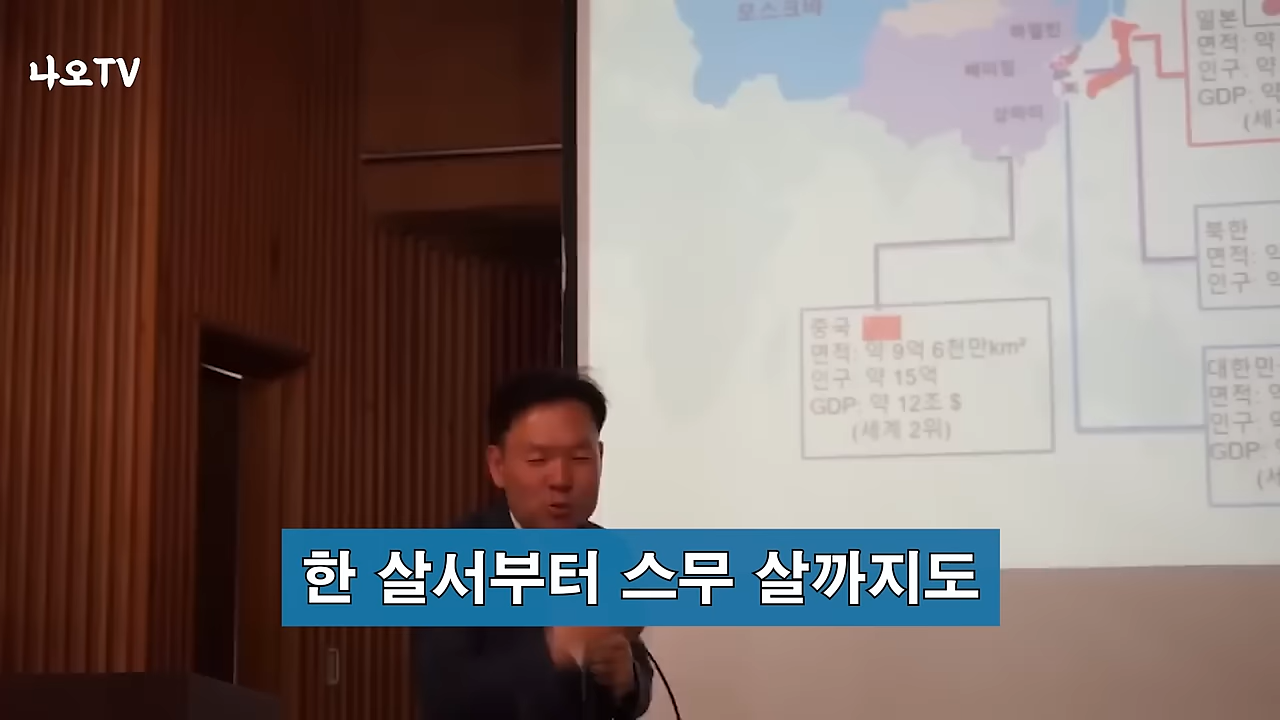 나오TV
모스크바
하얼빈
베이징
상하이
일본
면적: 약
인구: 약
GDP: 약
(세
북한
면적: 약
인구: 약
중국
면적: 약 9억 6천만km²
인구: 약 15억
GDP: 약 12조 $
(세계 2위)
대한민
면적: 약
인구: 약
GDP: 약
(세
한 살서부터 스무 살까지도